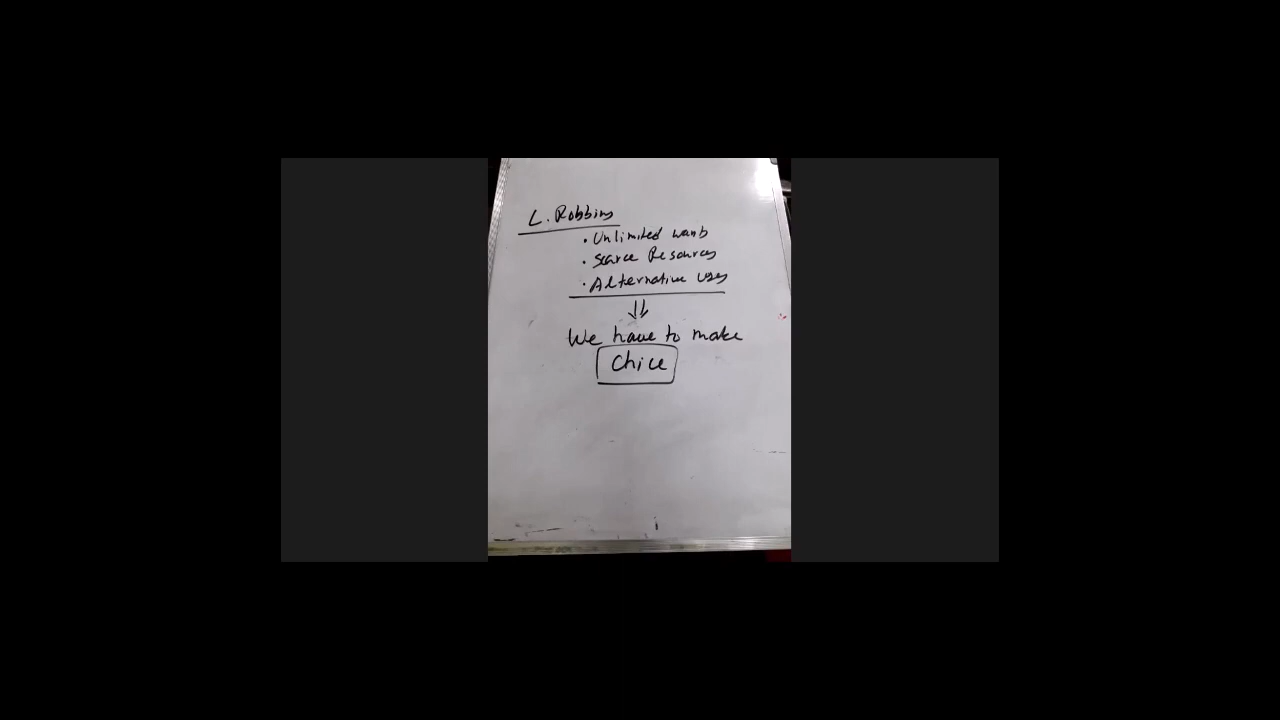 L. Robbins
• Unlimited wants
• Scarce Resources
• Alternative uses
We have to make
Chice